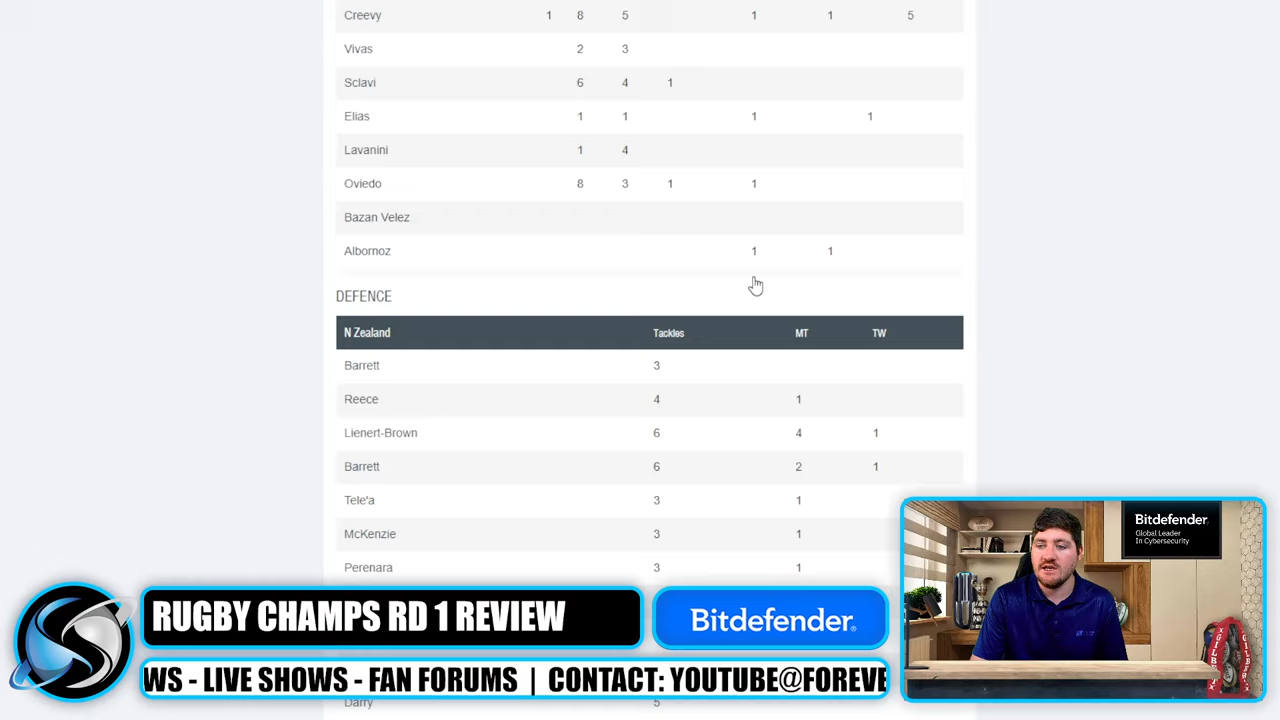 Creevy 1 8 5 1 1 5
Vivas 2 3
Sclavi 6 4 1
Elias 1 1 1 1
Lavanini 1 4
Oviedo 8 3 1 1
Bazan Velez
Albornoz 1 1
DEFENCE
N Zealand Tackles MT TW
Barrett 3
Reece 4 1
Lienert-Brown 6 4 1
Barrett 6 2 1
Tele'a 3 1
McKenzie 3 1
Perenara 3 1
Bitdefender
Global Leader
In Cybersecurity
RUGBY CHAMPS RD 1 REVIEW
Bitdefender
WS - LIVE SHOWS - FAN FORUMS | CONTACT: YOUTUBE@FOREVE
Darry 5
GILBERT